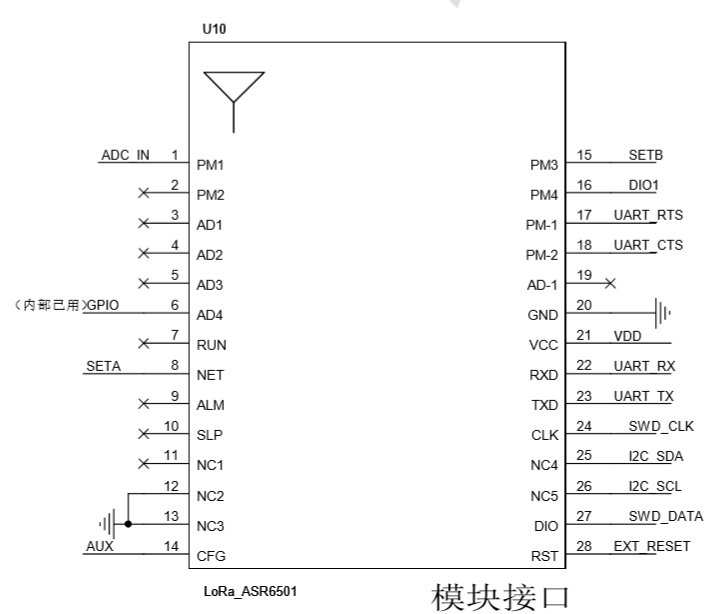 U10
ADC_IN 1 PM1 PM3 15 SETB
2 PM2 PM4 16 DIO1
3 AD1 PM-1 17 UART_RTS
4 AD2 PM-2 18 UART_CTS
5 AD3 AD-1 19
（内部已用）GPIO 6 AD4 GND 20
7 RUN VCC 21 VDD
SETA 8 NET RXD 22 UART_RX
9 ALM TXD 23 UART_TX
10 SLP CLK 24 SWD_CLK
11 NC1 NC4 25 I2C_SDA
12 NC2 NC5 26 I2C_SCL
13 NC3 DIO 27 SWD_DATA
AUX 14 CFG RST 28 EXT_RESET
LoRa_ASR6501
模块接口